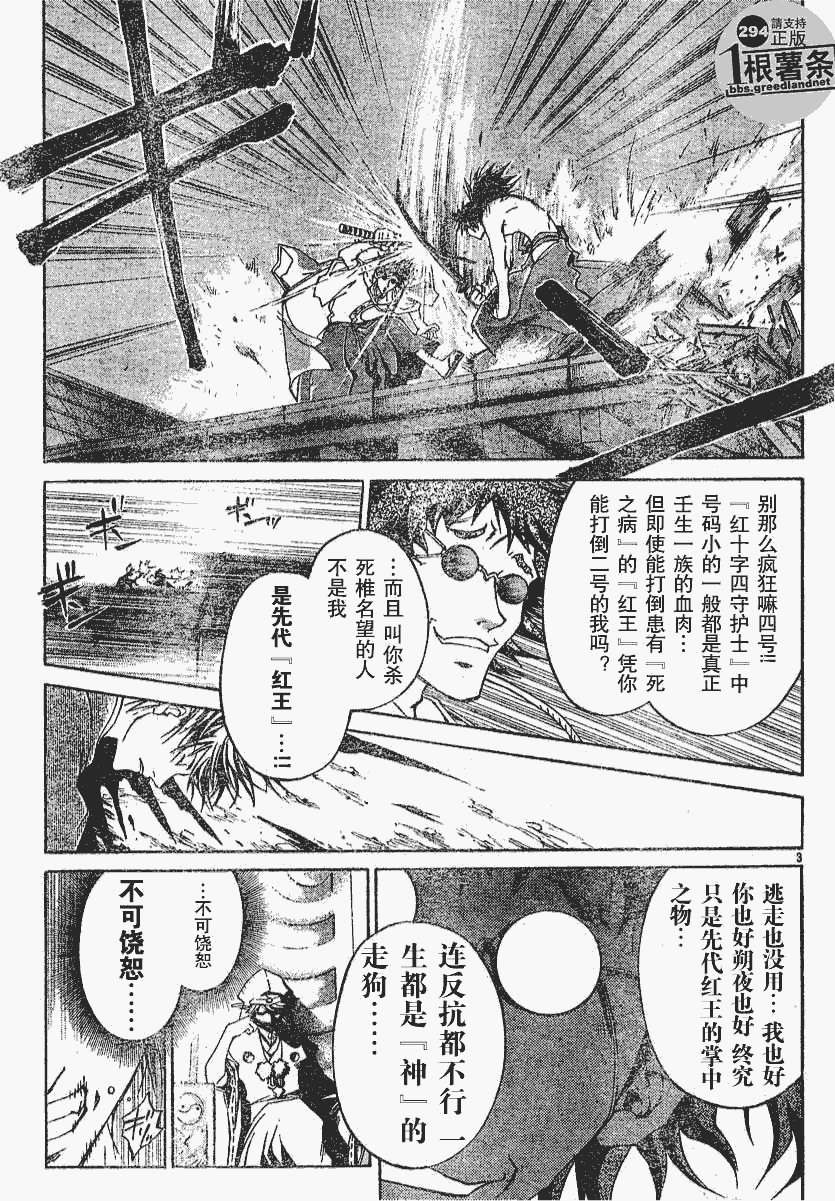 294
請支持
正版
1根薯条
bbs.greedland.net
キ
别那么疯狂嘛四号!!
『红十字四守护士』中
号码小的一般都是真正
壬生一族的血肉…
但即使能打倒患有『死
之病』的『红王』凭你
能打倒二号的我吗？
…而且 叫你杀
死椎名望的人
不是我
是先代『红王』…!!
ギ
ギ
3
逃走也没用… 我也好
你也好 朔夜也好 终究
只是先代红王的掌中
之物…
连反抗都不行 一
生都是『神』的
走狗……
…不可饶恕
不可饶恕……